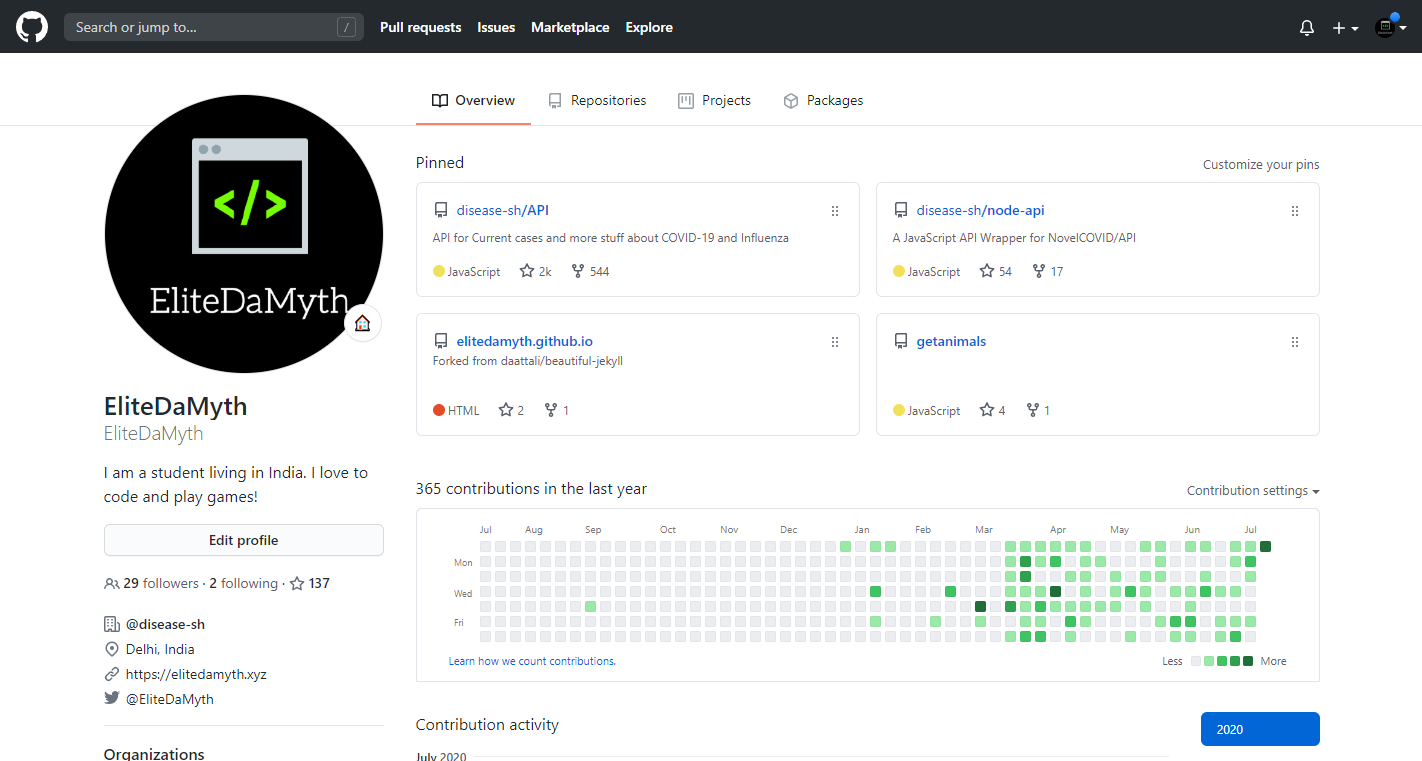 Search or jump to... /
Pull requests Issues Marketplace Explore
Overview Repositories Projects Packages
</>
EliteDaMyth
EliteDaMyth
EliteDaMyth
I am a student living in India. I love to
code and play games!
Edit profile
29 followers · 2 following · 137
@disease-sh
Delhi, India
https://elitedamyth.xyz
@EliteDaMyth
Organizations
Pinned
Customize your pins
disease-sh/API
API for Current cases and more stuff about COVID-19 and Influenza
JavaScript 2k 544
disease-sh/node-api
A JavaScript API Wrapper for NovelCOVID/API
JavaScript 54 17
elitedamyth.github.io
Forked from daattali/beautiful-jekyll
HTML 2 1
getanimals
JavaScript 4 1
365 contributions in the last year
Contribution settings
Jul Aug Sep Oct Nov Dec Jan Feb Mar Apr May Jun Jul
Mon
Wed
Fri
Learn how we count contributions.
Less More
Contribution activity
2020
July 2020